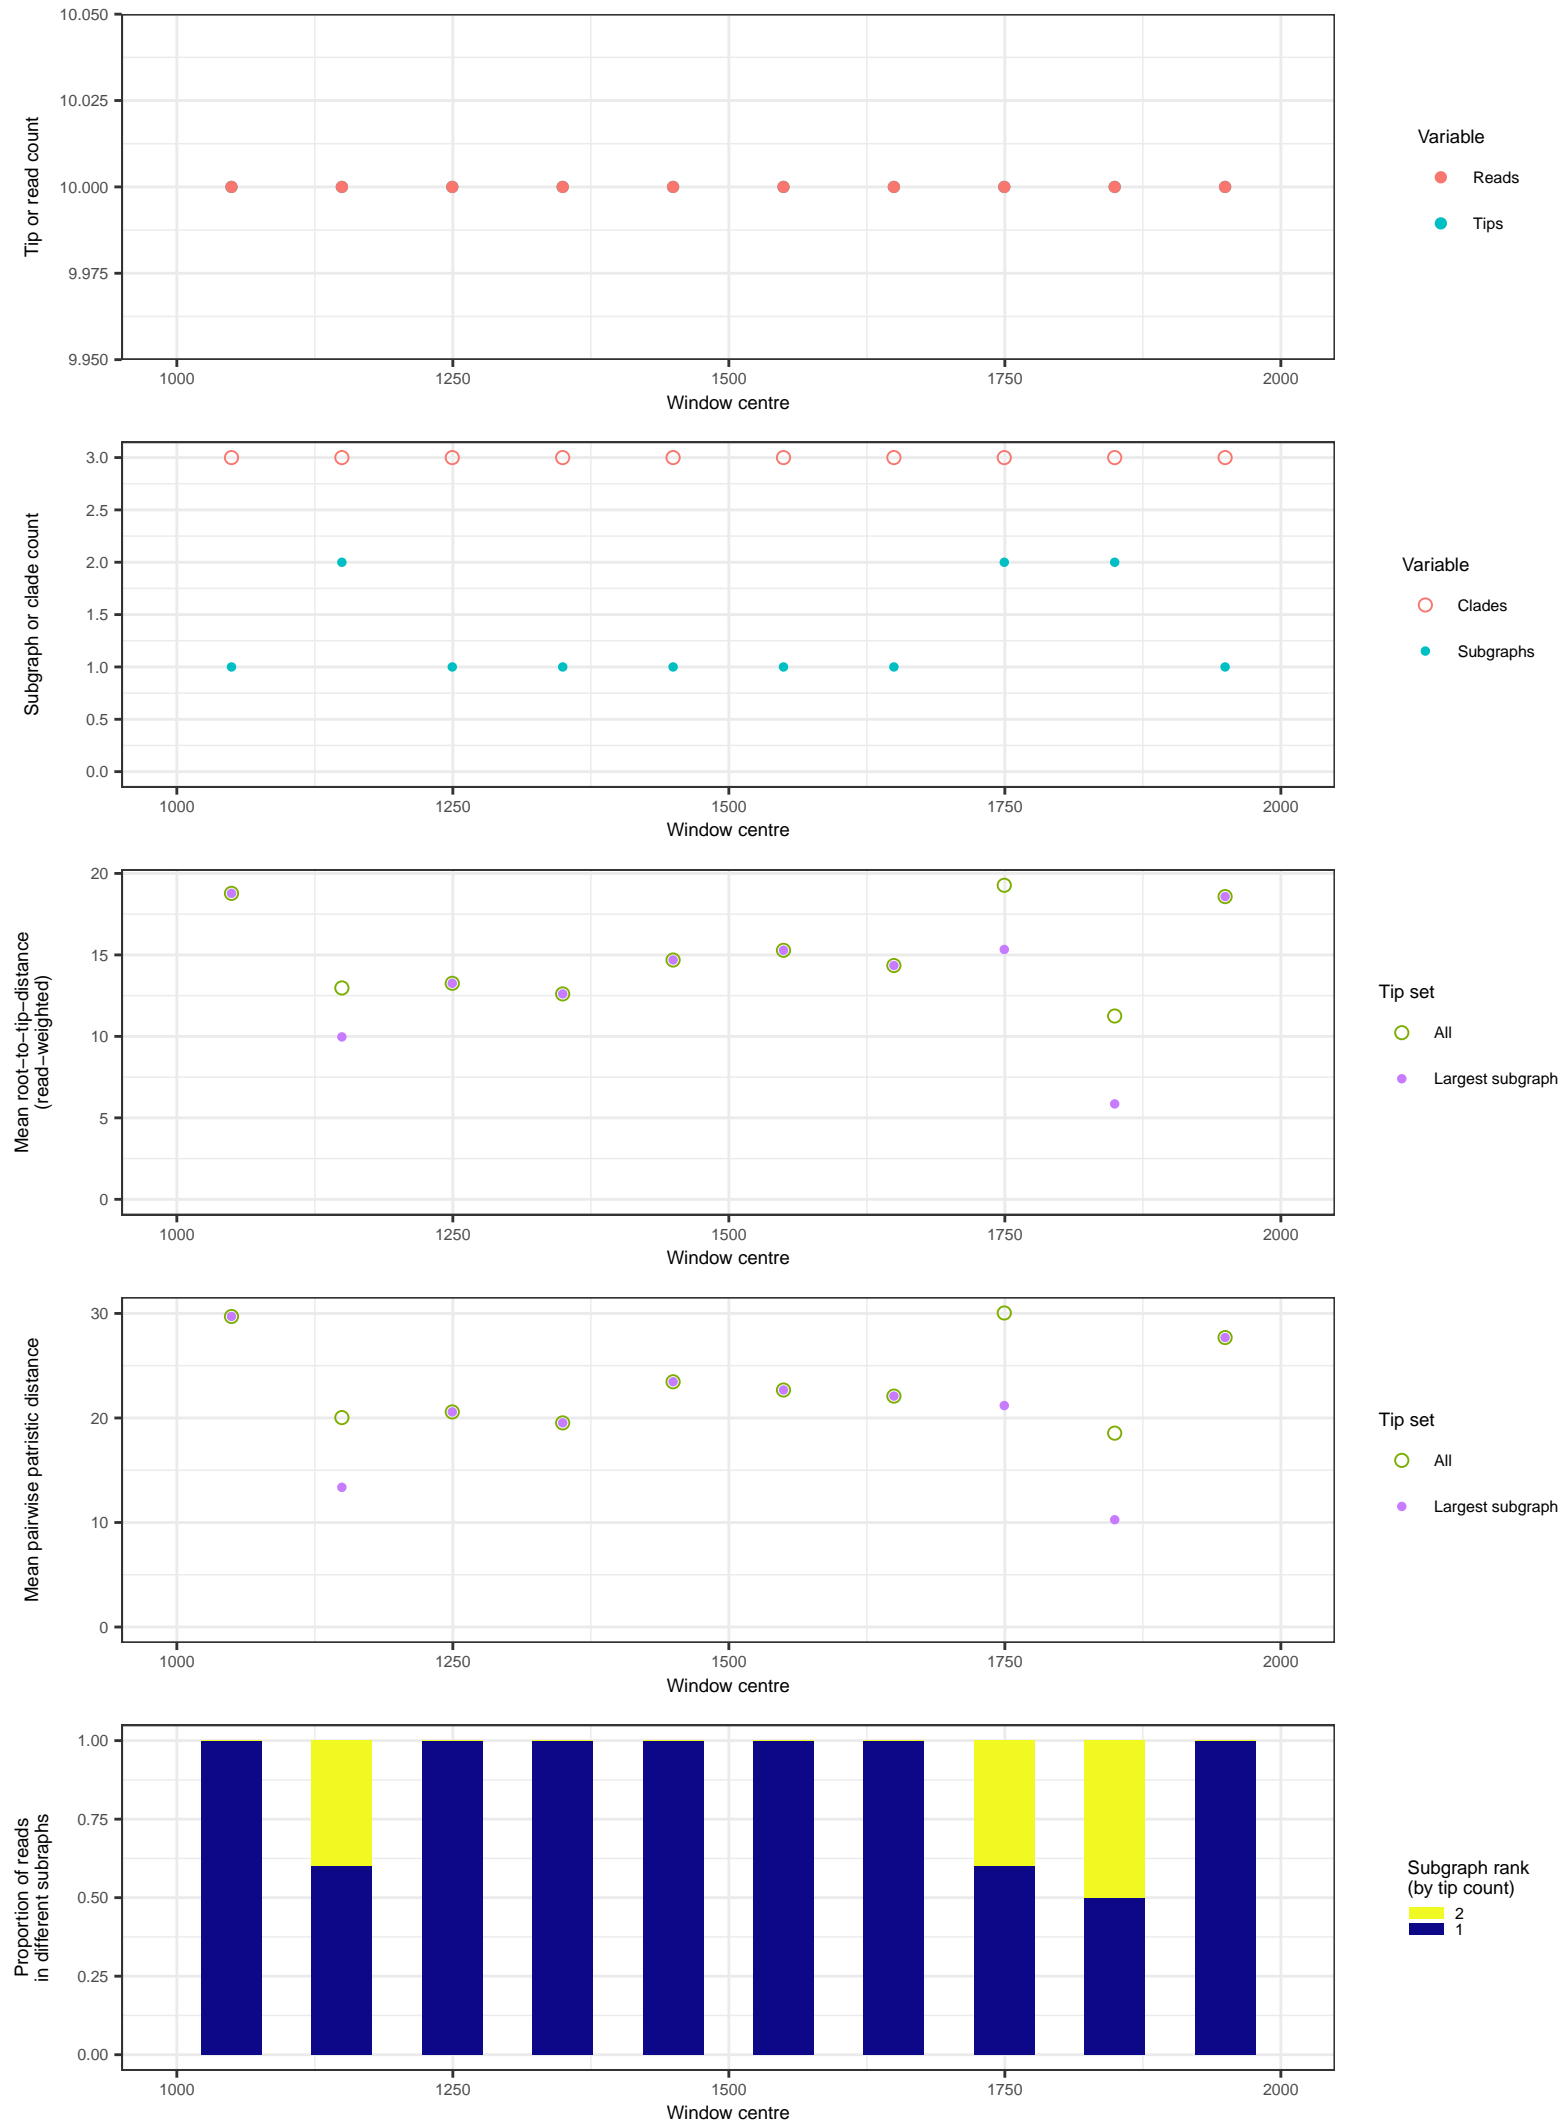 10.050
10.025
10.000
9.975
9.950
Tip or read count
1000 1250 1500 1750 2000
Window centre
Variable
Reads
Tips
3.0
2.5
2.0
1.5
1.0
0.5
0.0
Subgraph or clade count
1000 1250 1500 1750 2000
Window centre
Variable
Clades
Subgraphs
20
15
10
5
0
Mean root−to−tip−distance
(read−weighted)
1000 1250 1500 1750 2000
Window centre
Tip set
All
Largest subgraph
30
20
10
0
Mean pairwise patristic distance
1000 1250 1500 1750 2000
Window centre
Tip set
All
Largest subgraph
1.00
0.75
0.50
0.25
0.00
Proportion of reads
in different subraphs
1000 1250 1500 1750 2000
Window centre
Subgraph rank
(by tip count)
2
1